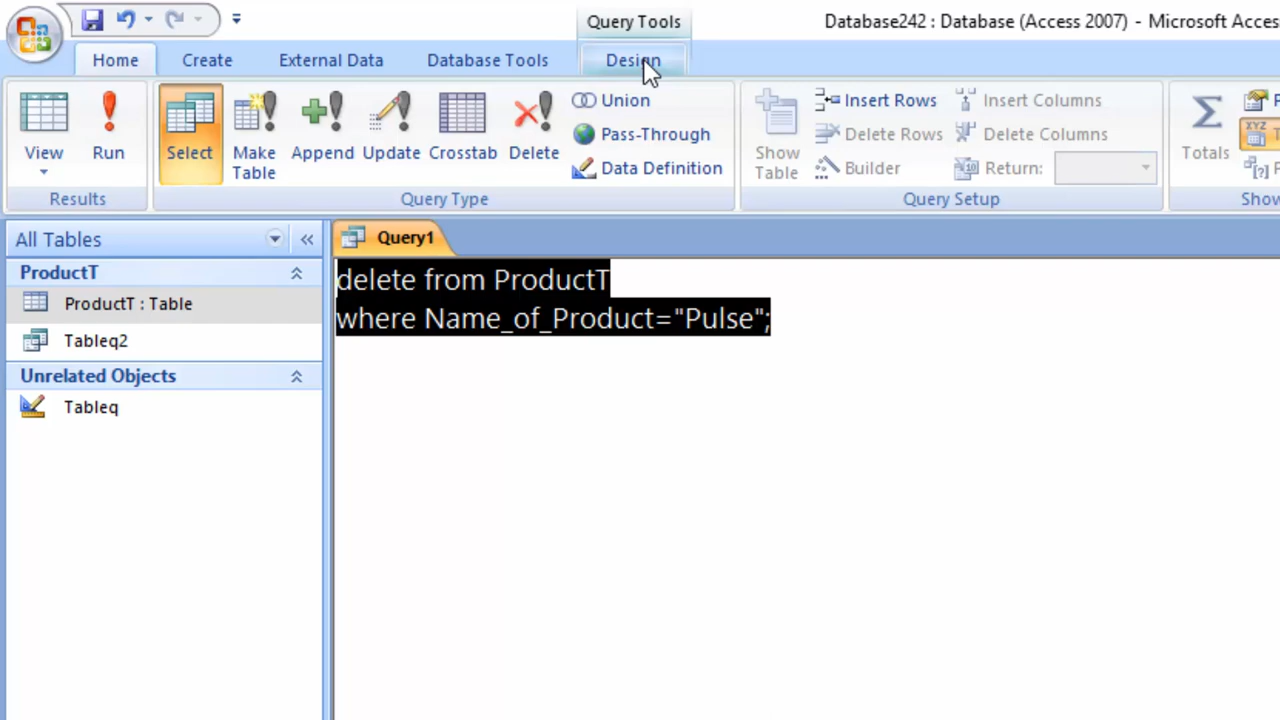 Query Tools
Database242 : Database (Access 2007) - Microsoft Acces
Home Create External Data Database Tools Design
View
Run
Select
Make
Table
Append
Update
Crosstab
Delete
Union
Pass-Through
Data Definition
Show
Table
Insert Rows
Delete Rows
Builder
Insert Columns
Delete Columns
Return:
Totals
Results
Query Type
Query Setup
Show
All Tables
Query1
ProductT
ProductT : Table
Tableq2
Unrelated Objects
Tableq
delete from ProductT
where Name_of_Product="Pulse";